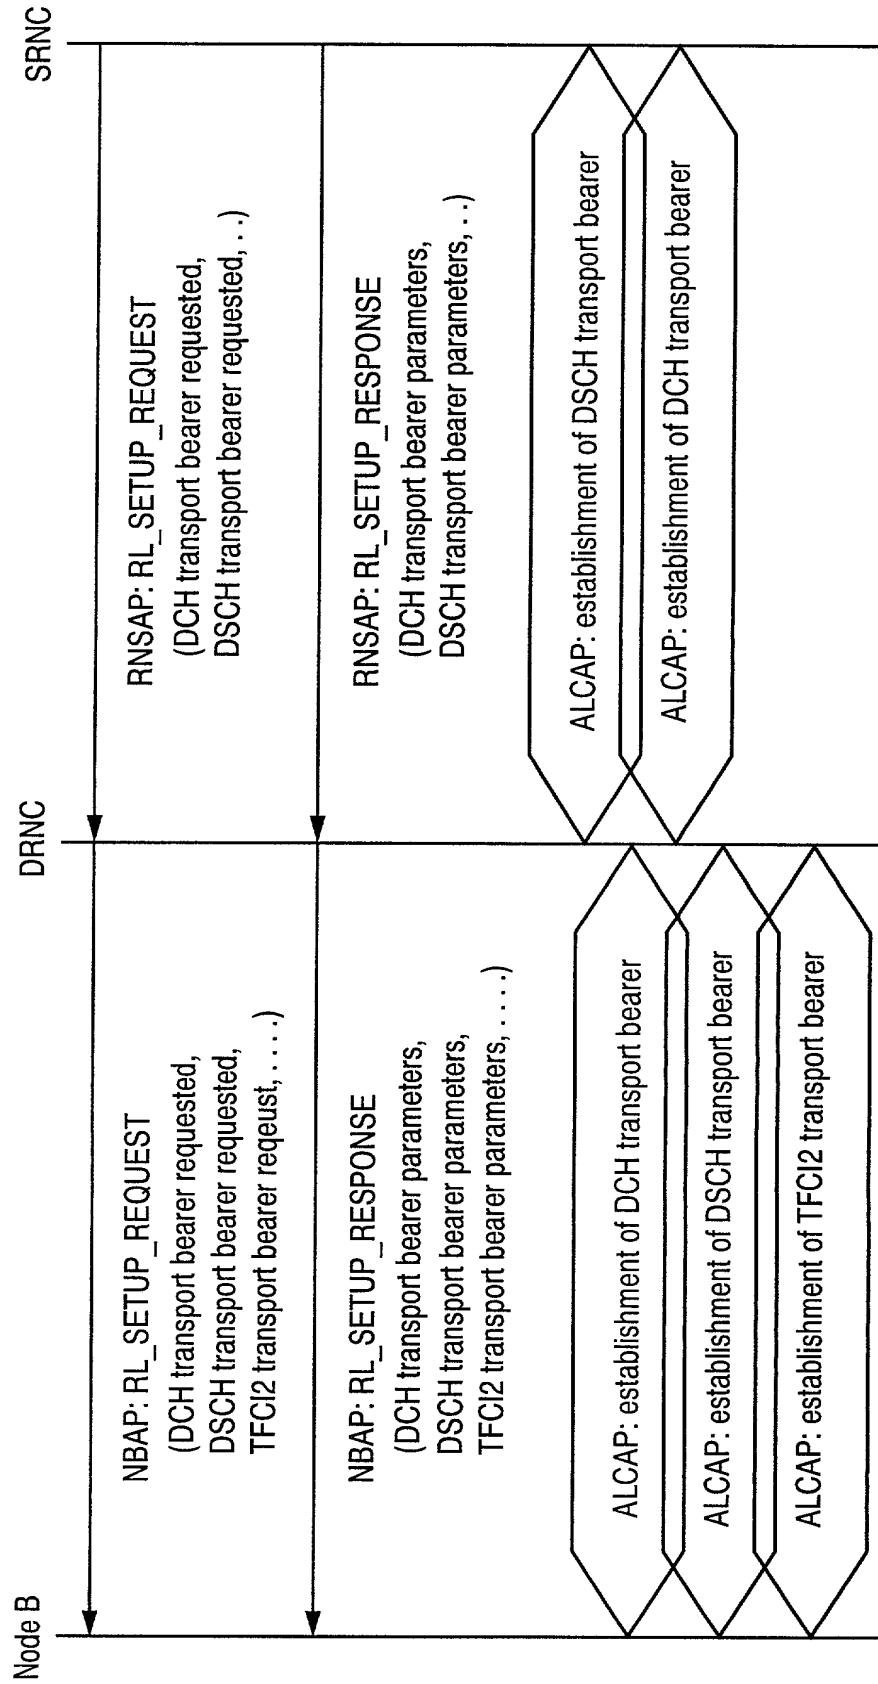 Node B
DRNC
SRNC
NBAP: RL_SETUP_REQUEST
(DCH transport bearer requested,
DSCH transport bearer requested,
TFCI2 transport bearer reqeust, . . . .)
RNSAP: RL_SETUP_REQUEST
(DCH transport bearer requested,
DSCH transport bearer requested, . .)
NBAP: RL_SETUP_RESPONSE
(DCH transport bearer parameters,
DSCH transport bearer parameters,
TFCI2 transport bearer parameters, . . . .)
RNSAP: RL_SETUP_RESPONSE
(DCH transport bearer parameters,
DSCH transport bearer parameters, . .)
ALCAP: establishment of DCH transport bearer
ALCAP: establishment of DSCH transport bearer
ALCAP: establishment of TFCI2 transport bearer
ALCAP: establishment of DSCH transport bearer
ALCAP: establishment of DCH transport bearer